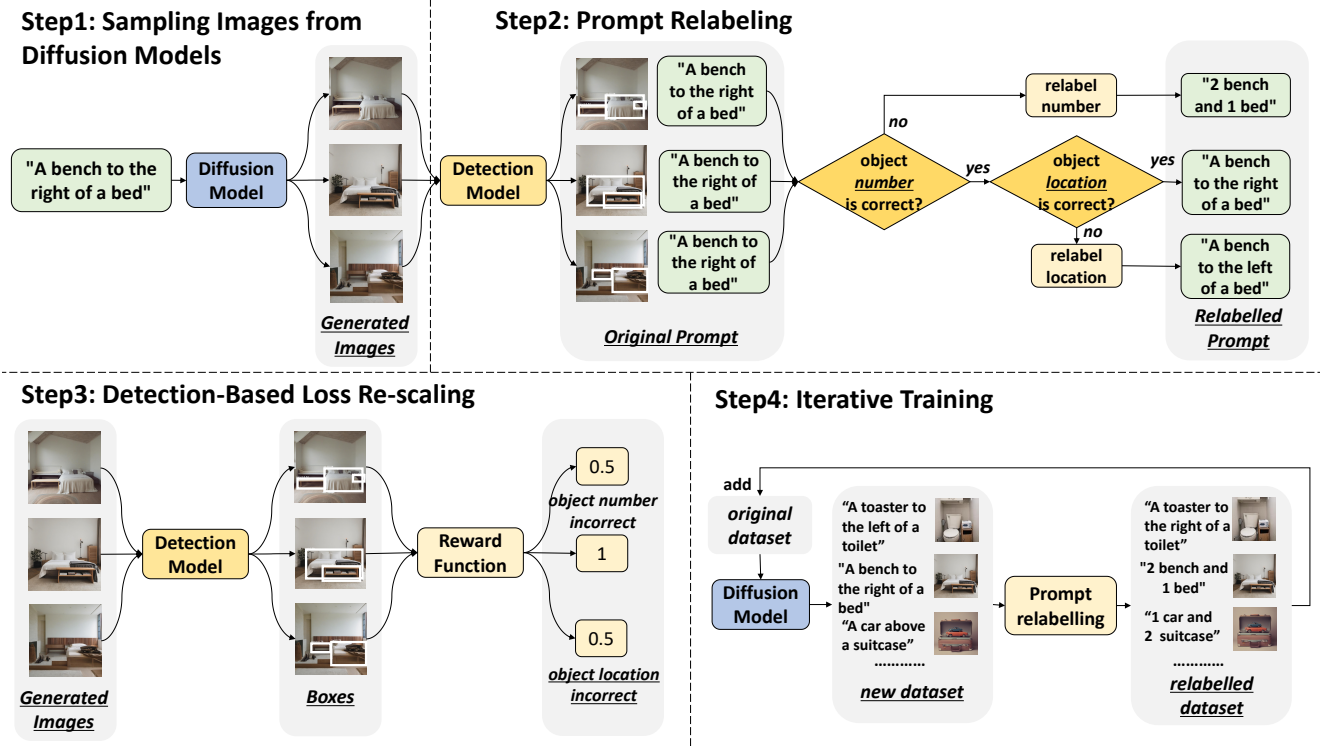 Step1: Sampling Images from
Diffusion Models
"A bench to the
right of a bed"
Diffusion
Model
Generated
Images
Step2: Prompt Relabeling
Detection
Model
"A bench
to the right
of a bed"
"A bench to
the right of
a bed"
"A bench to
the right of
a bed"
Original Prompt
object
number
is correct?
no
yes
relabel
number
object
location
is correct?
yes
no
relabel
location
"2 bench
and 1 bed"
"A bench
to the right
of a bed"
"A bench
to the left
of a bed"
Relabelled
Prompt
Step3: Detection-Based Loss Re-scaling
Generated
Images
Detection
Model
Boxes
Reward
Function
0.5
object number
incorrect
1
0.5
object location
incorrect
Step4: Iterative Training
add
original
dataset
Diffusion
Model
“A toaster to
the left of a
toilet”
"A bench to
the right of a
bed"
“A car above
a suitcase”
…………
new dataset
Prompt
relabelling
“A toaster to
the right of a
toilet”
"2 bench and
1 bed"
“1 car and
2 suitcase”
…………
relabelled
dataset